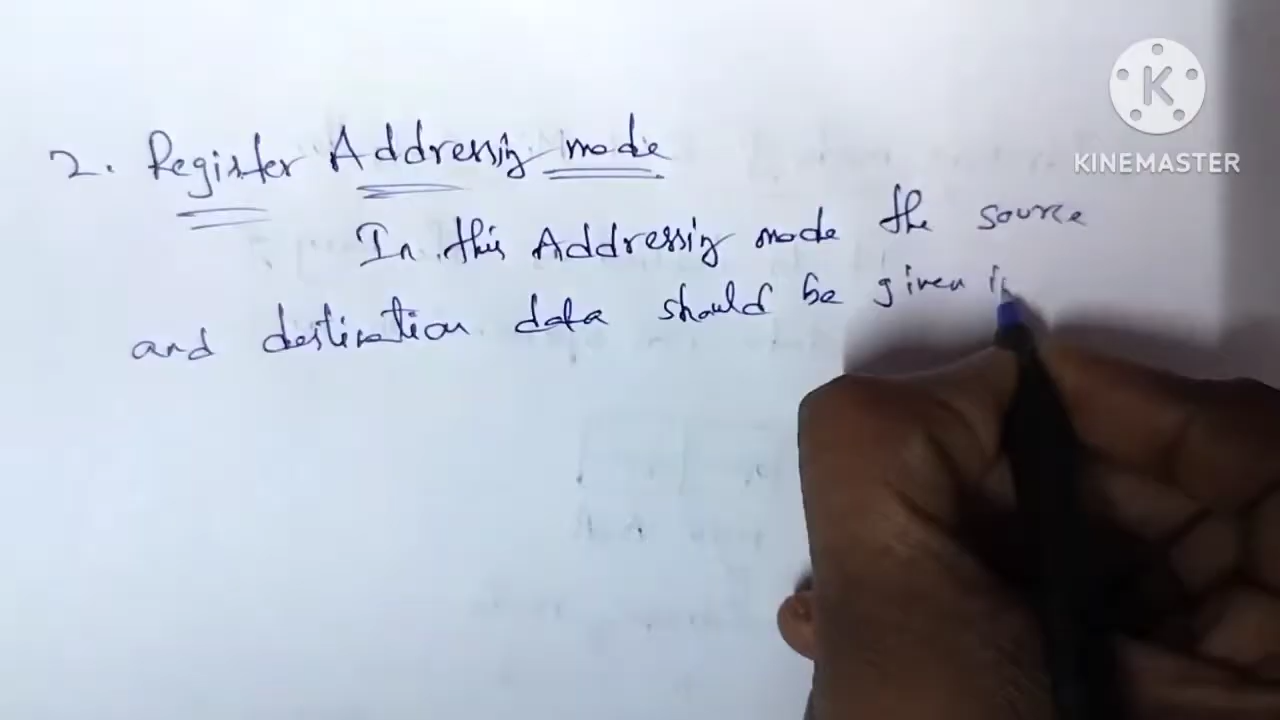 2. Register Addressing mode
In this Addressing mode the source
and destination data should be given i
K
KINEMASTER